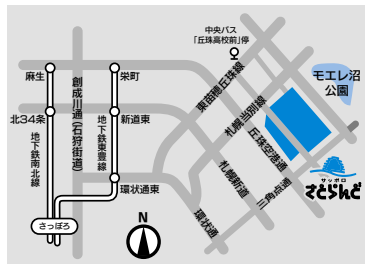 中央バス
「丘珠高校前」停
麻生
栄町
モエレ沼
公園
創成川通（石狩街道）
東苗穂丘珠線
札幌当別線
北34条
新道東
地下鉄南北線
地下鉄東豊線
丘珠空港通
札幌新道
三角点通
サッポロ
さとらんど
環状通東
環状通
さっぽろ
N